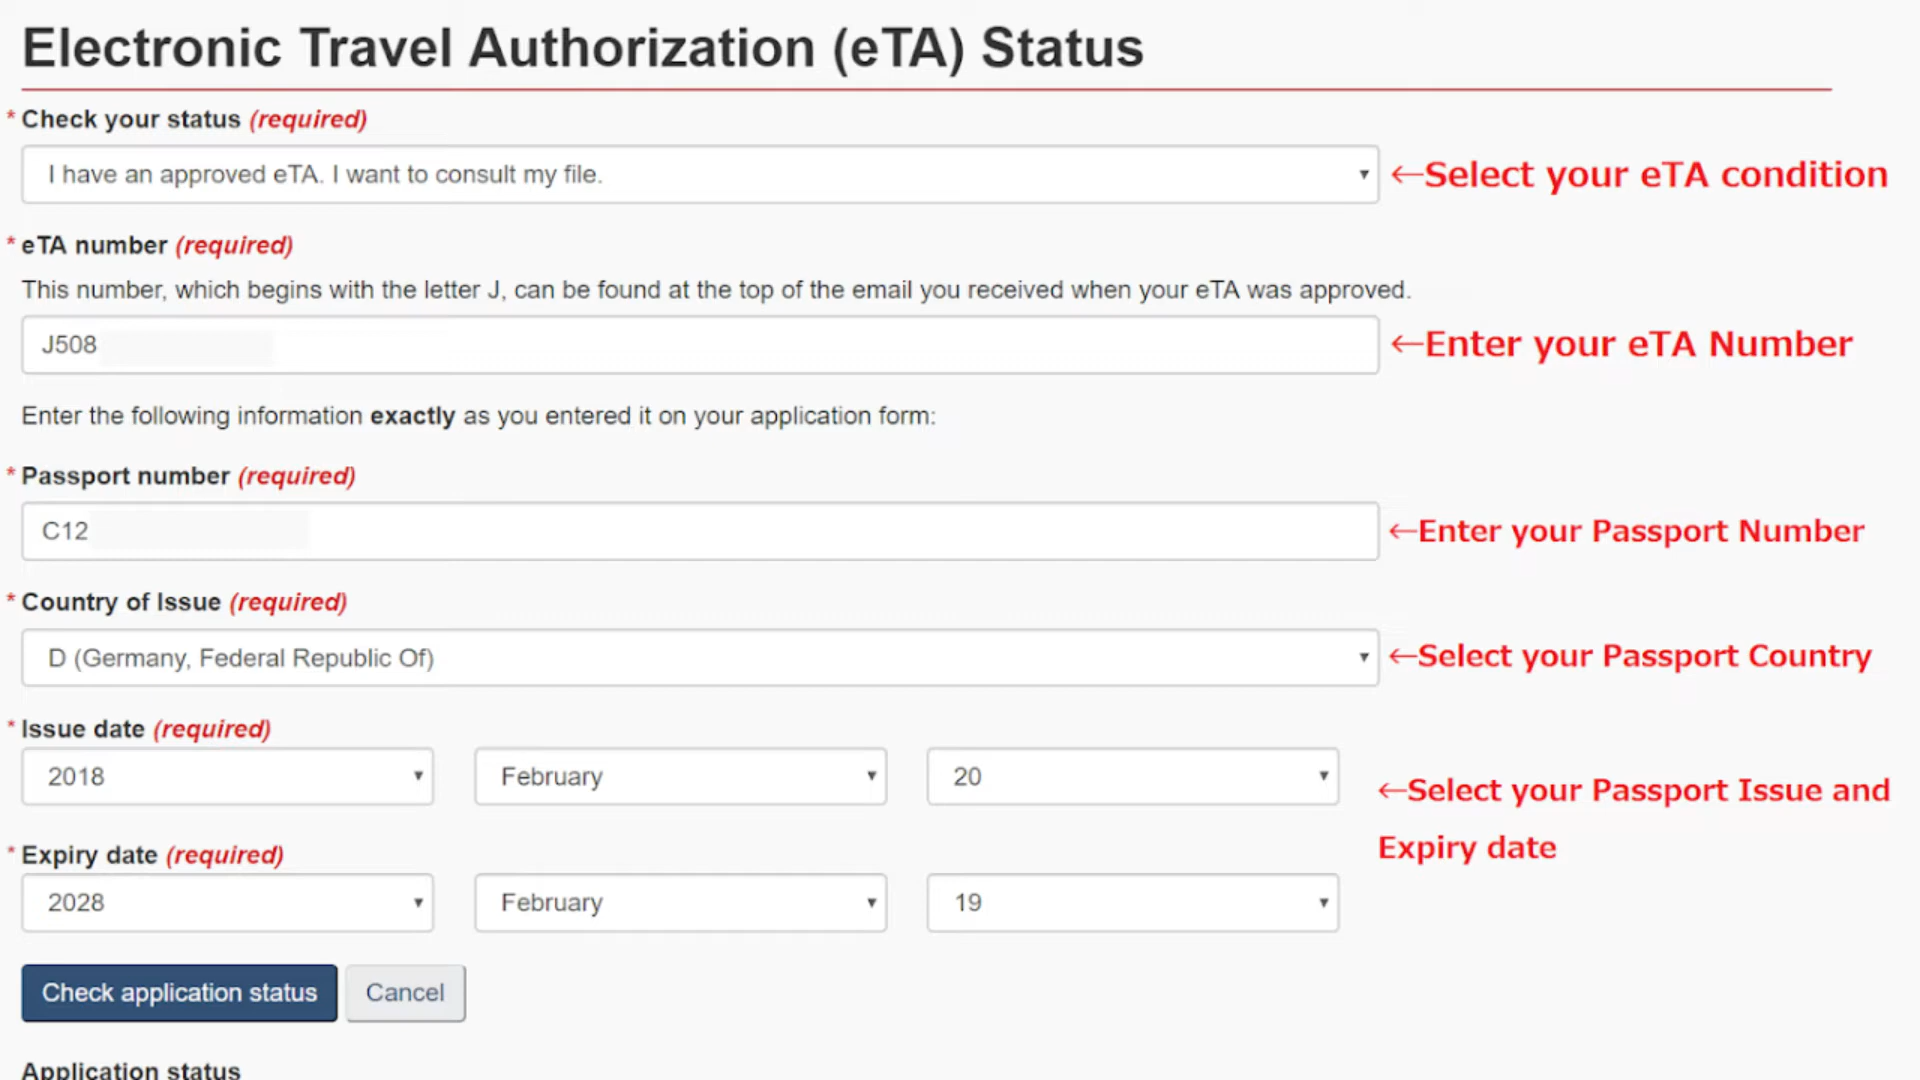 Electronic Travel Authorization (eTA) Status
* Check your status (required)
I have an approved eTA. I want to consult my file.
←Select your eTA condition
* eTA number (required)
This number, which begins with the letter J, can be found at the top of the email you received when your eTA was approved.
J508
←Enter your eTA Number
Enter the following information exactly as you entered it on your application form:
* Passport number (required)
C12
←Enter your Passport Number
* Country of Issue (required)
D (Germany, Federal Republic Of)
←Select your Passport Country
* Issue date (required)
2018 February 20
←Select your Passport Issue and
Expiry date
* Expiry date (required)
2028 February 19
Check application status Cancel
Application status